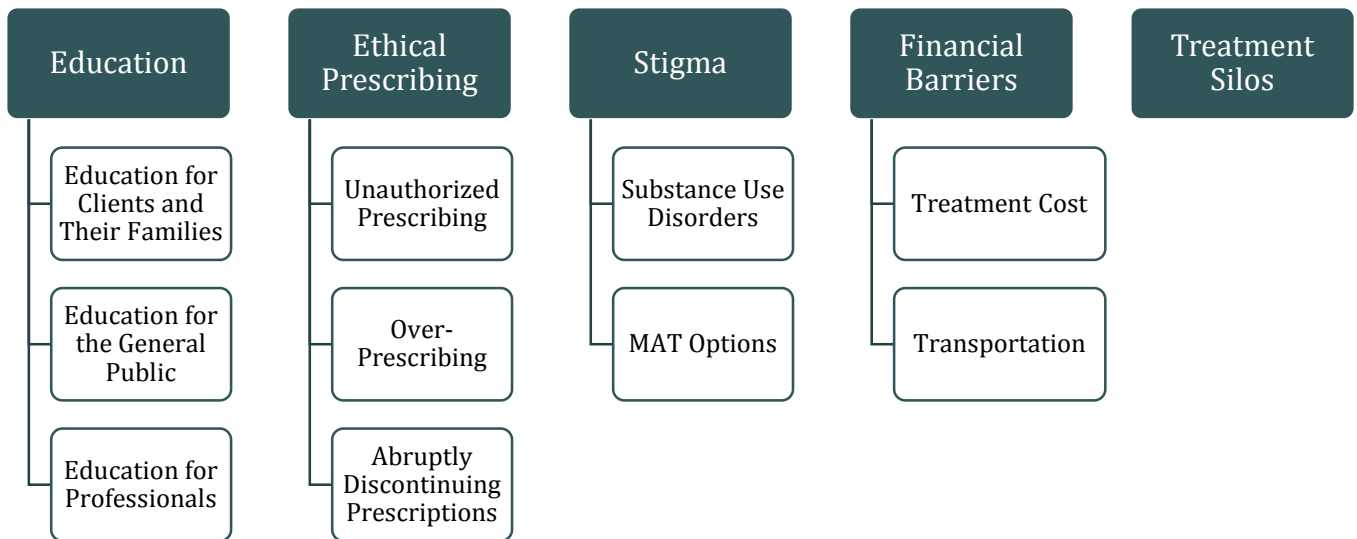 Education
Education for
Clients and
Their Families
Education for
the General
Public
Education for
Professionals
Ethical
Prescribing
Unauthorized
Prescribing
Over-
Prescribing
Abruptly
Discontinuing
Prescriptions
Stigma
Substance Use
Disorders
MAT Options
Financial
Barriers
Treatment Cost
Transportation
Treatment
Silos